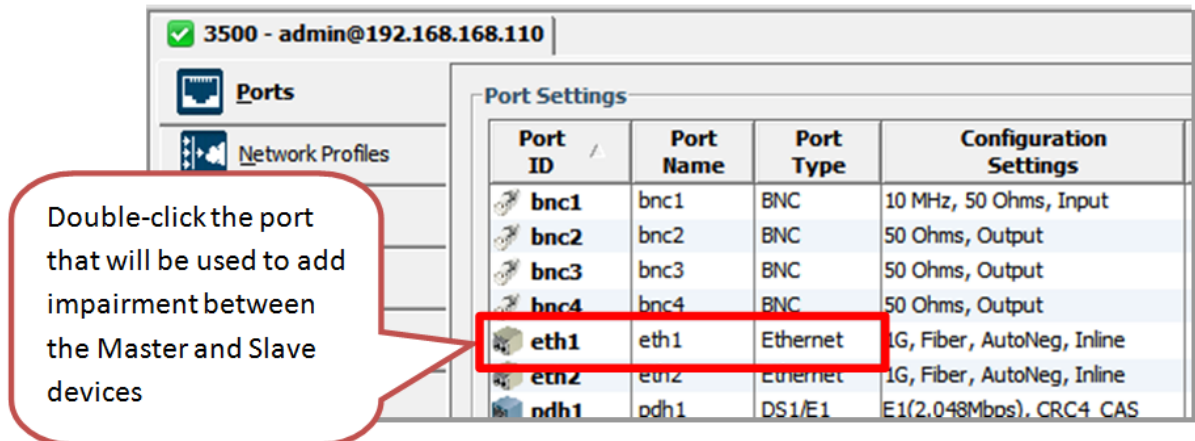 3500 - admin@192.168.168.110
Ports
Network Profiles
Port Settings
Port ID Port Name Port Type Configuration Settings
bnc1 bnc1 BNC 10 MHz, 50 Ohms, Input
bnc2 bnc2 BNC 50 Ohms, Output
bnc3 bnc3 BNC 50 Ohms, Output
bnc4 bnc4 BNC 50 Ohms, Output
eth1 eth1 Ethernet 1G, Fiber, AutoNeg, Inline
eth2 eth2 Ethernet 1G, Fiber, AutoNeg, Inline
pdh1 pdh1 DS1/E1 E1(2.048Mbps), CRC4 CAS
Double-click the port
that will be used to add
impairment between
the Master and Slave
devices